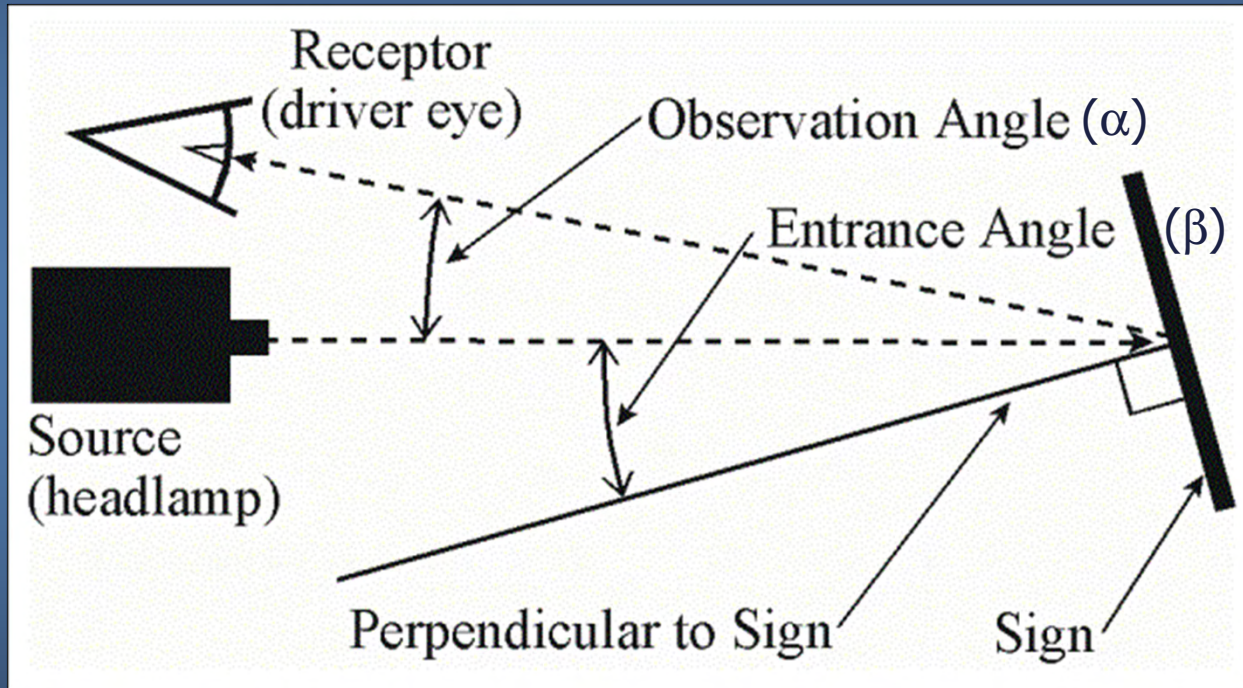 Receptor
(driver eye)
Observation Angle (α)
Entrance Angle (β)
Source
(headlamp)
Perpendicular to Sign
Sign